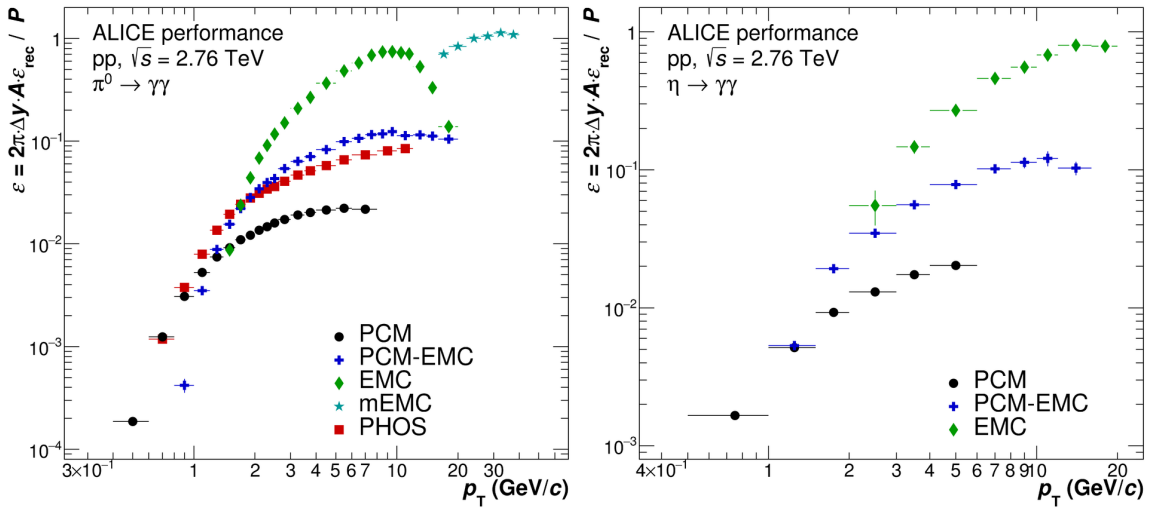 ε = 2π·Δy·A·ε_rec / P
ALICE performance
pp, √s = 2.76 TeV
π⁰ → γγ
1
10⁻¹
10⁻²
10⁻³
10⁻⁴
PCM
PCM-EMC
EMC
mEMC
PHOS
3×10⁻¹ 1 2 3 4 5 6 7 10 20 30
p_T (GeV/c)
ε = 2π·Δy·A·ε_rec / P
ALICE performance
pp, √s = 2.76 TeV
η → γγ
1
10⁻¹
10⁻²
10⁻³
PCM
PCM-EMC
EMC
4×10⁻¹ 1 2 3 4 5 6 7 8 9 10 20
p_T (GeV/c)